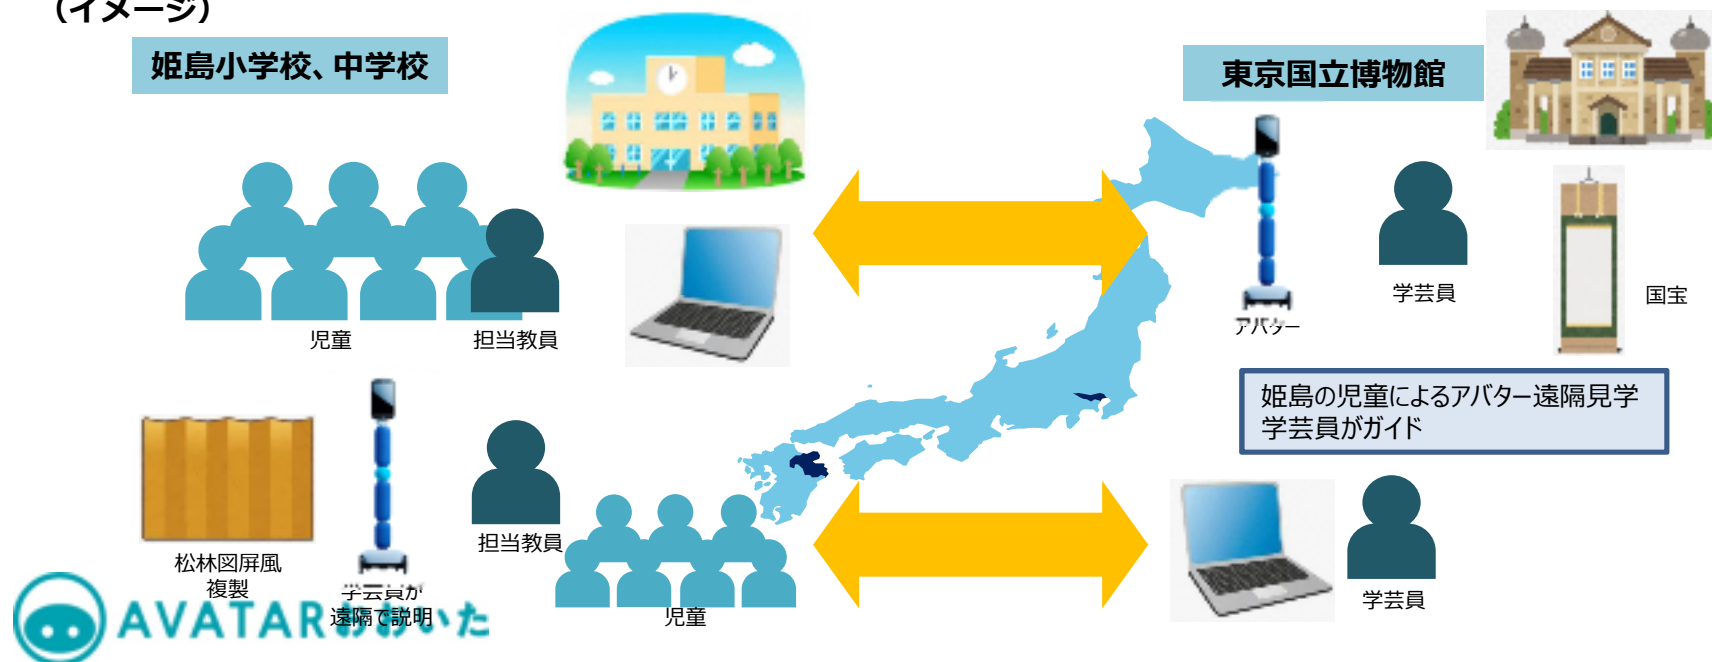 （イメージ）
姫島小学校、中学校
東京国立博物館
児童
担当教員
アバター
学芸員
国宝
姫島の児童によるアバター遠隔見学
学芸員がガイド
松林図屏風
複製
学芸員が
遠隔で説明
担当教員
児童
学芸員
AVATARおおいた